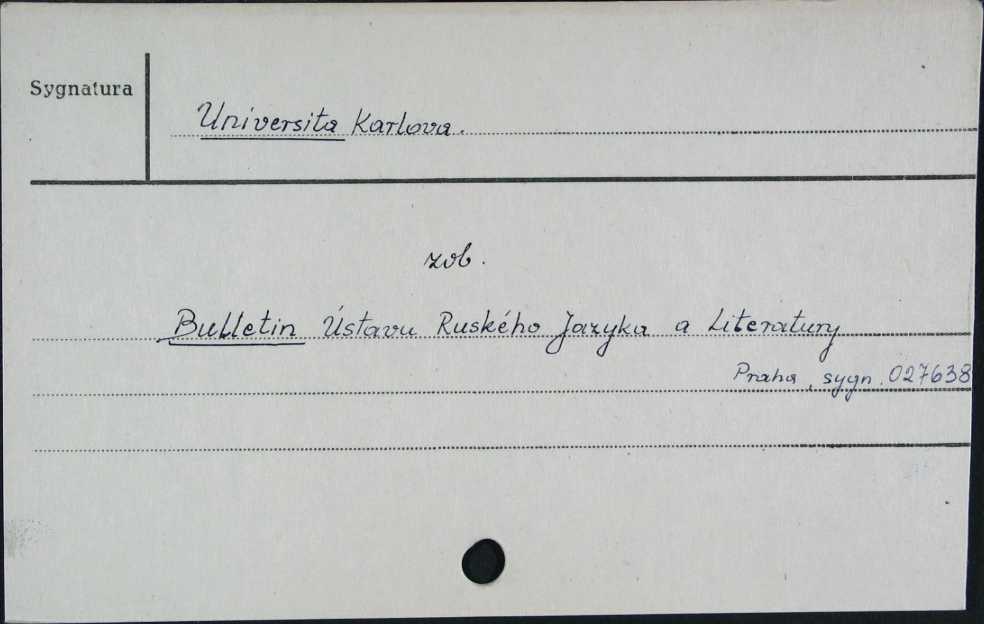 Sygnatura
Universita Karlova.
zob.
Bulletin Ústavu Ruského Jazyka a Literatury
Praha, sygn. 027638